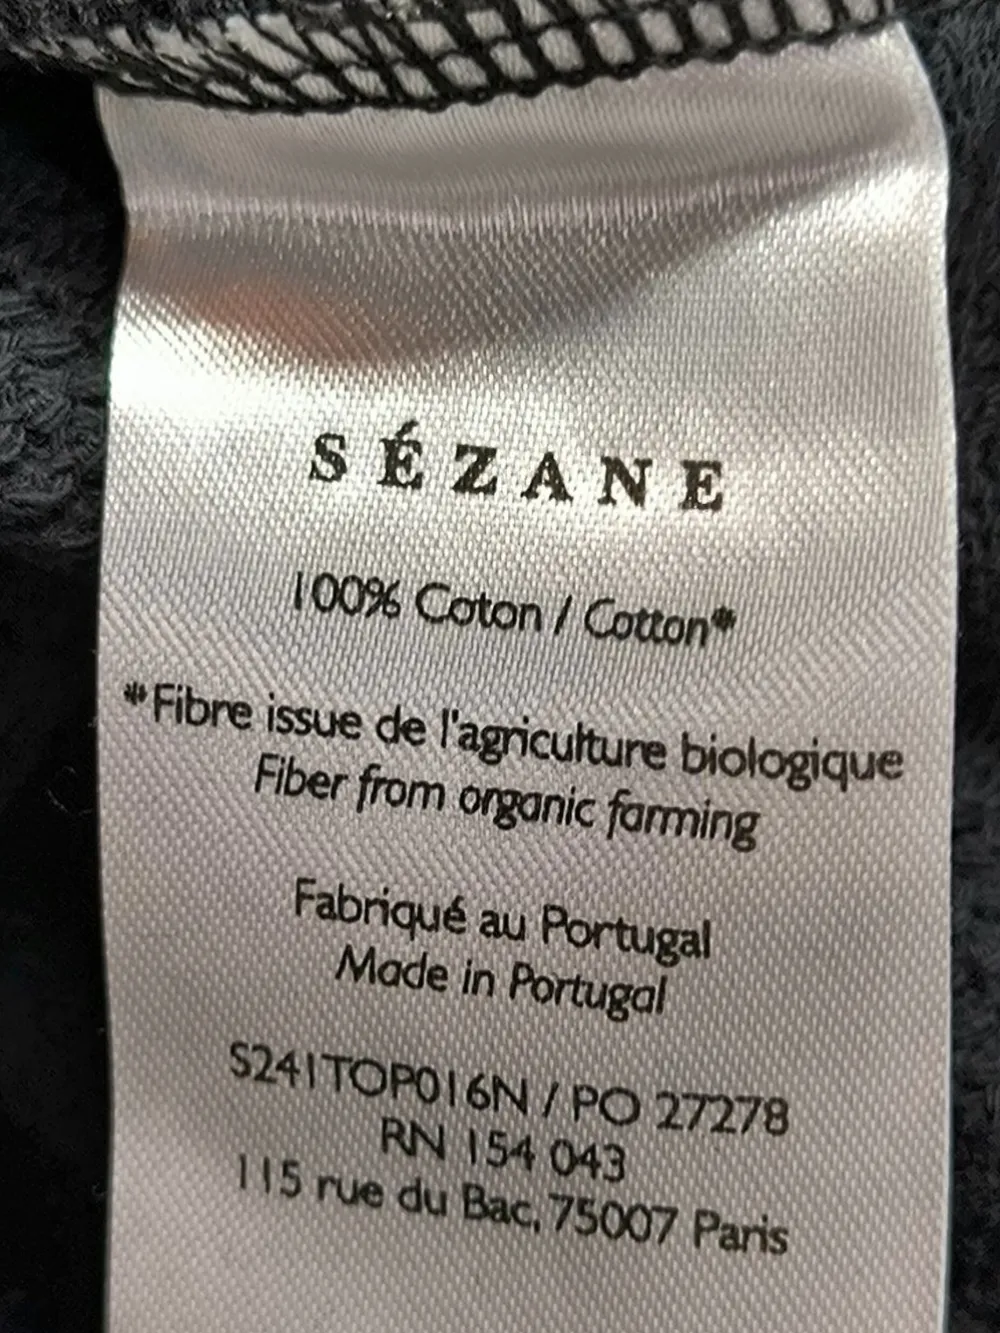 SÉZANE
100% Coton / Cotton*
*Fibre issue de l'agriculture biologique
Fiber from organic farming
Fabriqué au Portugal
Made in Portugal
S241TOP016N / PO 27278
RN 154 043
115 rue du Bac, 75007 Paris